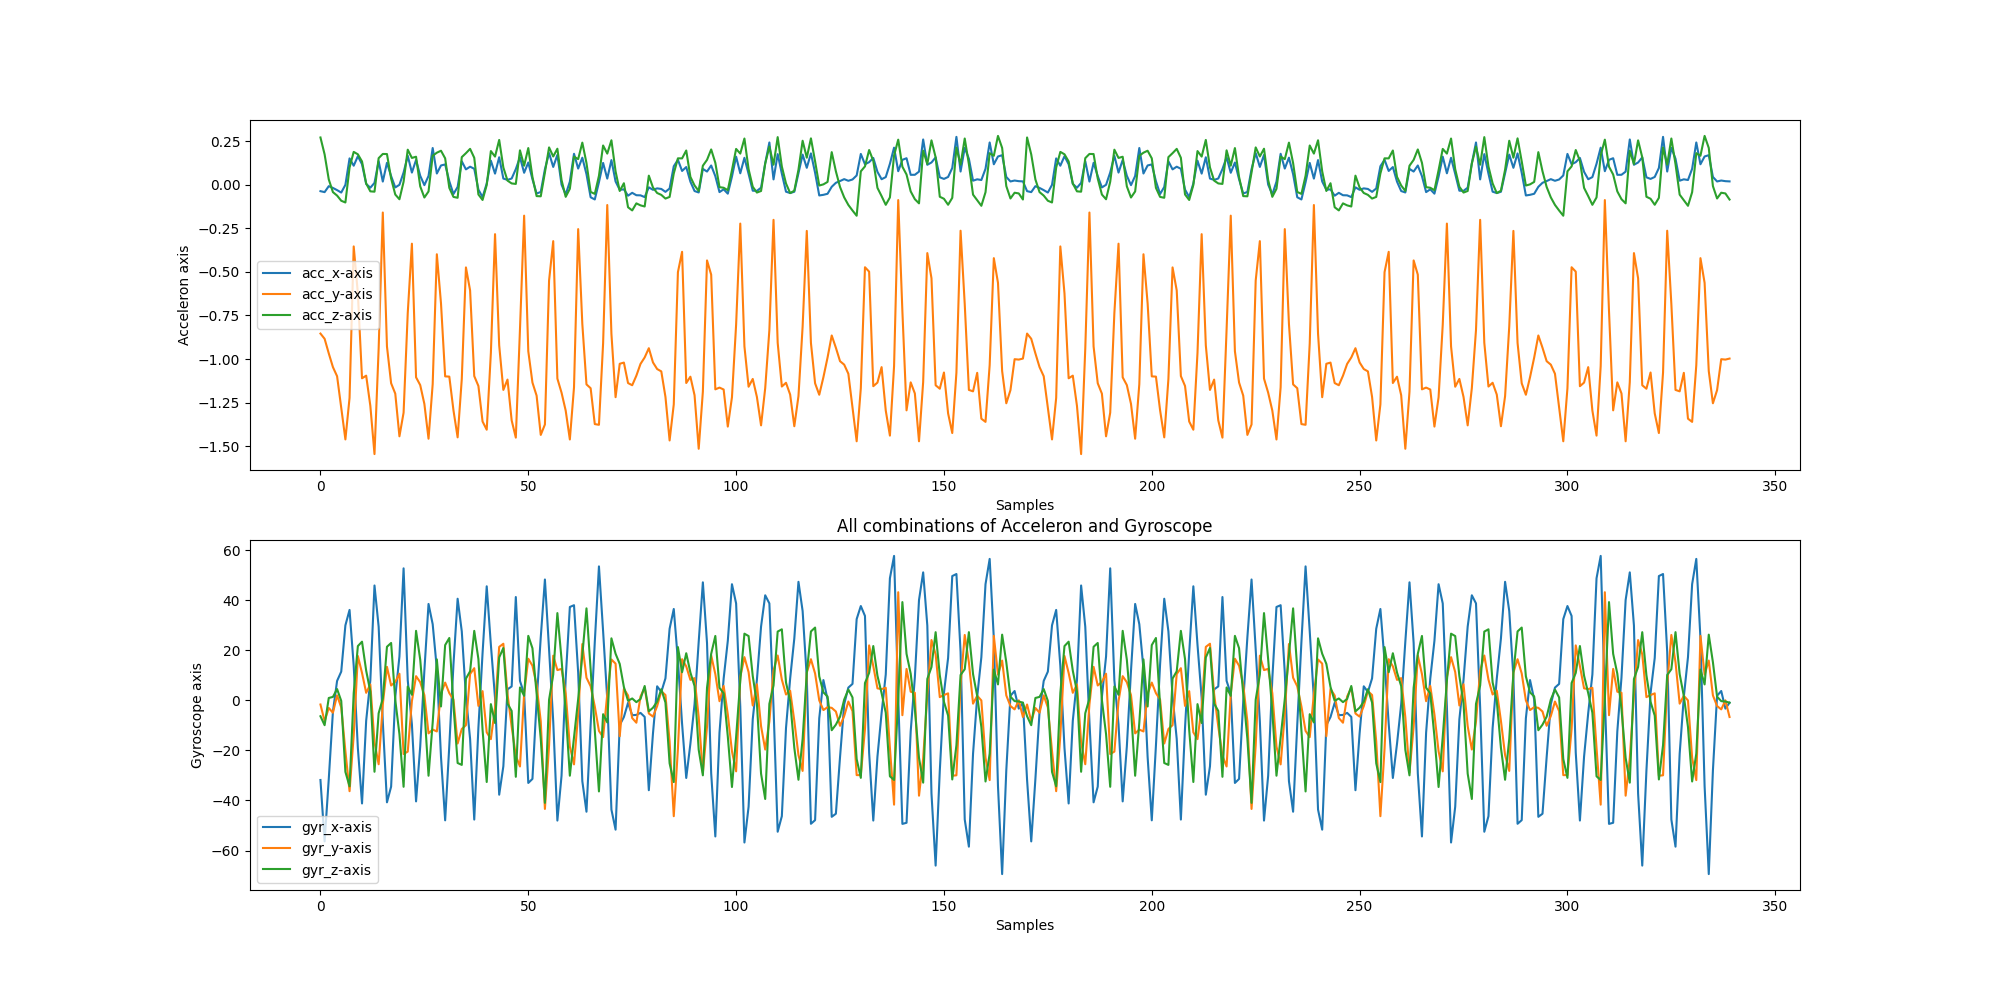 0.25
0.00
−0.25
−0.50
−0.75
−1.00
−1.25
−1.50
Acceleron axis
acc_x-axis
acc_y-axis
acc_z-axis
0 50 100 150 200 250 300 350
Samples
All combinations of Acceleron and Gyroscope
60
40
20
0
−20
−40
−60
Gyroscope axis
gyr_x-axis
gyr_y-axis
gyr_z-axis
0 50 100 150 200 250 300 350
Samples